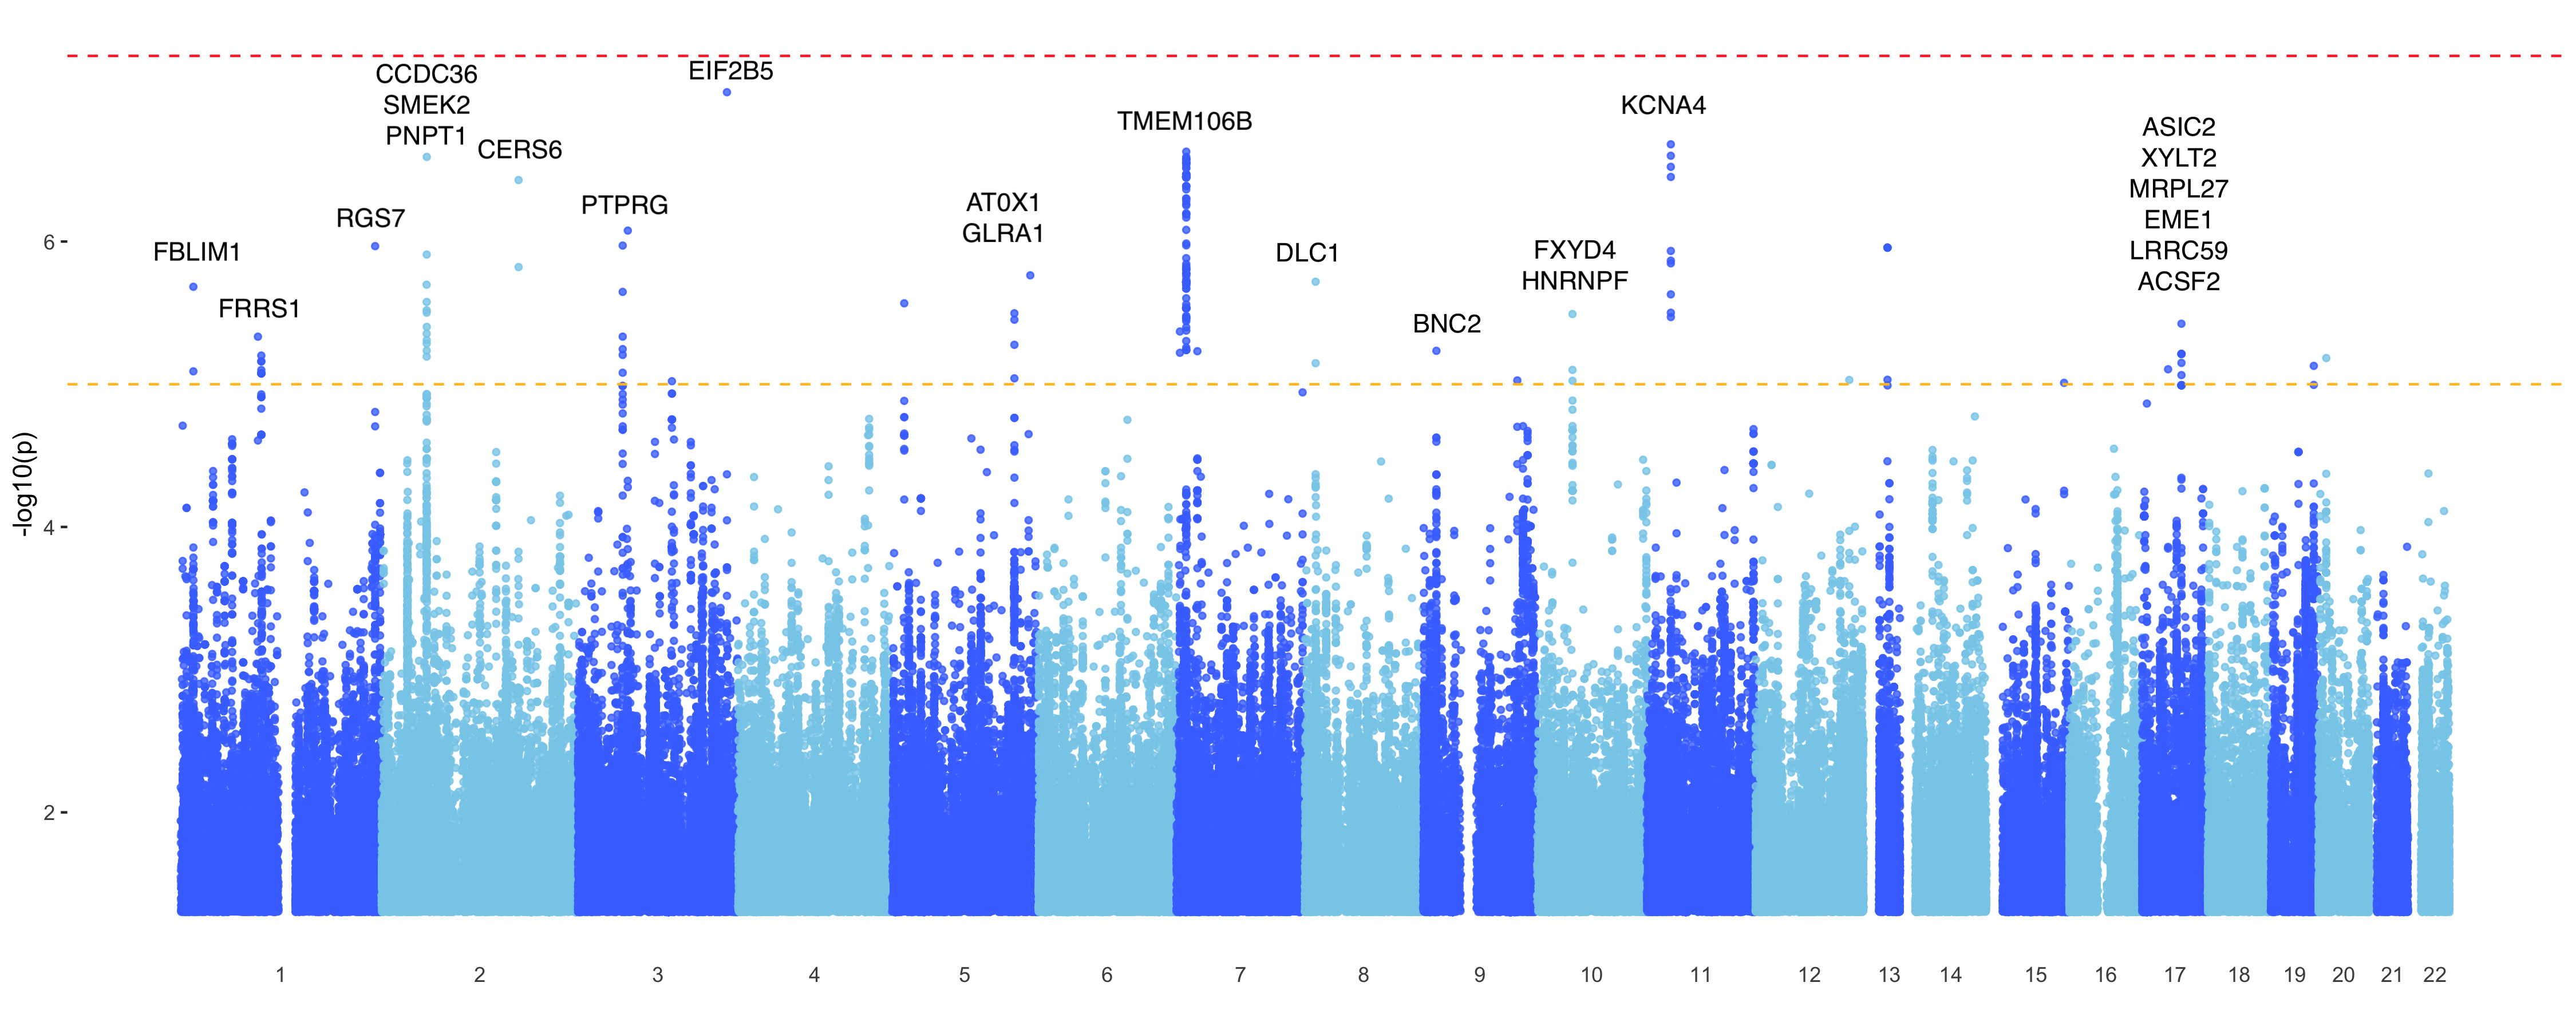 CCDC36
SMEK2
PNPT1
EIF2B5
CERS6
TMEM106B
KCNA4
ASIC2
XYLT2
MRPL27
EME1
LRRC59
ACSF2
RGS7
PTPRG
AT0X1
GLRA1
FBLIM1
FRRS1
DLC1
FXYD4
HNRNPF
BNC2
6
4
2
-log10(p)
1 2 3 4 5 6 7 8 9 10 11 12 13 14 15 16 17 18 19 20 21 22